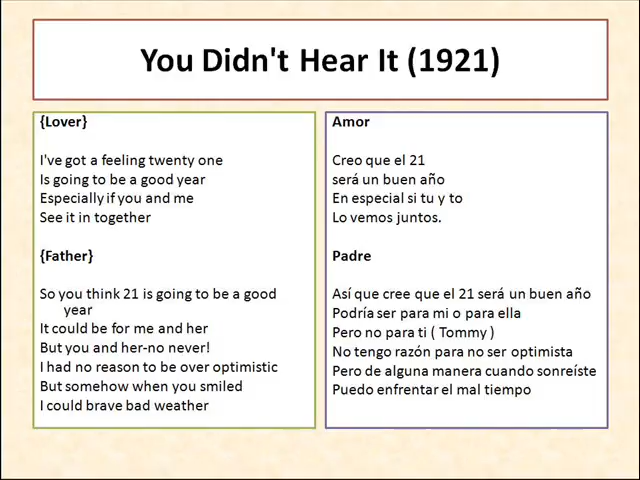 You Didn't Hear It (1921)
{Lover}
I've got a feeling twenty one
Is going to be a good year
Especially if you and me
See it in together
{Father}
So you think 21 is going to be a good
year
It could be for me and her
But you and her-no never!
I had no reason to be over optimistic
But somehow when you smiled
I could brave bad weather
Amor
Creo que el 21
será un buen año
En especial si tu y to
Lo vemos juntos.
Padre
Así que cree que el 21 será un buen año
Podría ser para mi o para ella
Pero no para ti ( Tommy )
No tengo razón para no ser optimista
Pero de alguna manera cuando sonreíste
Puedo enfrentar el mal tiempo